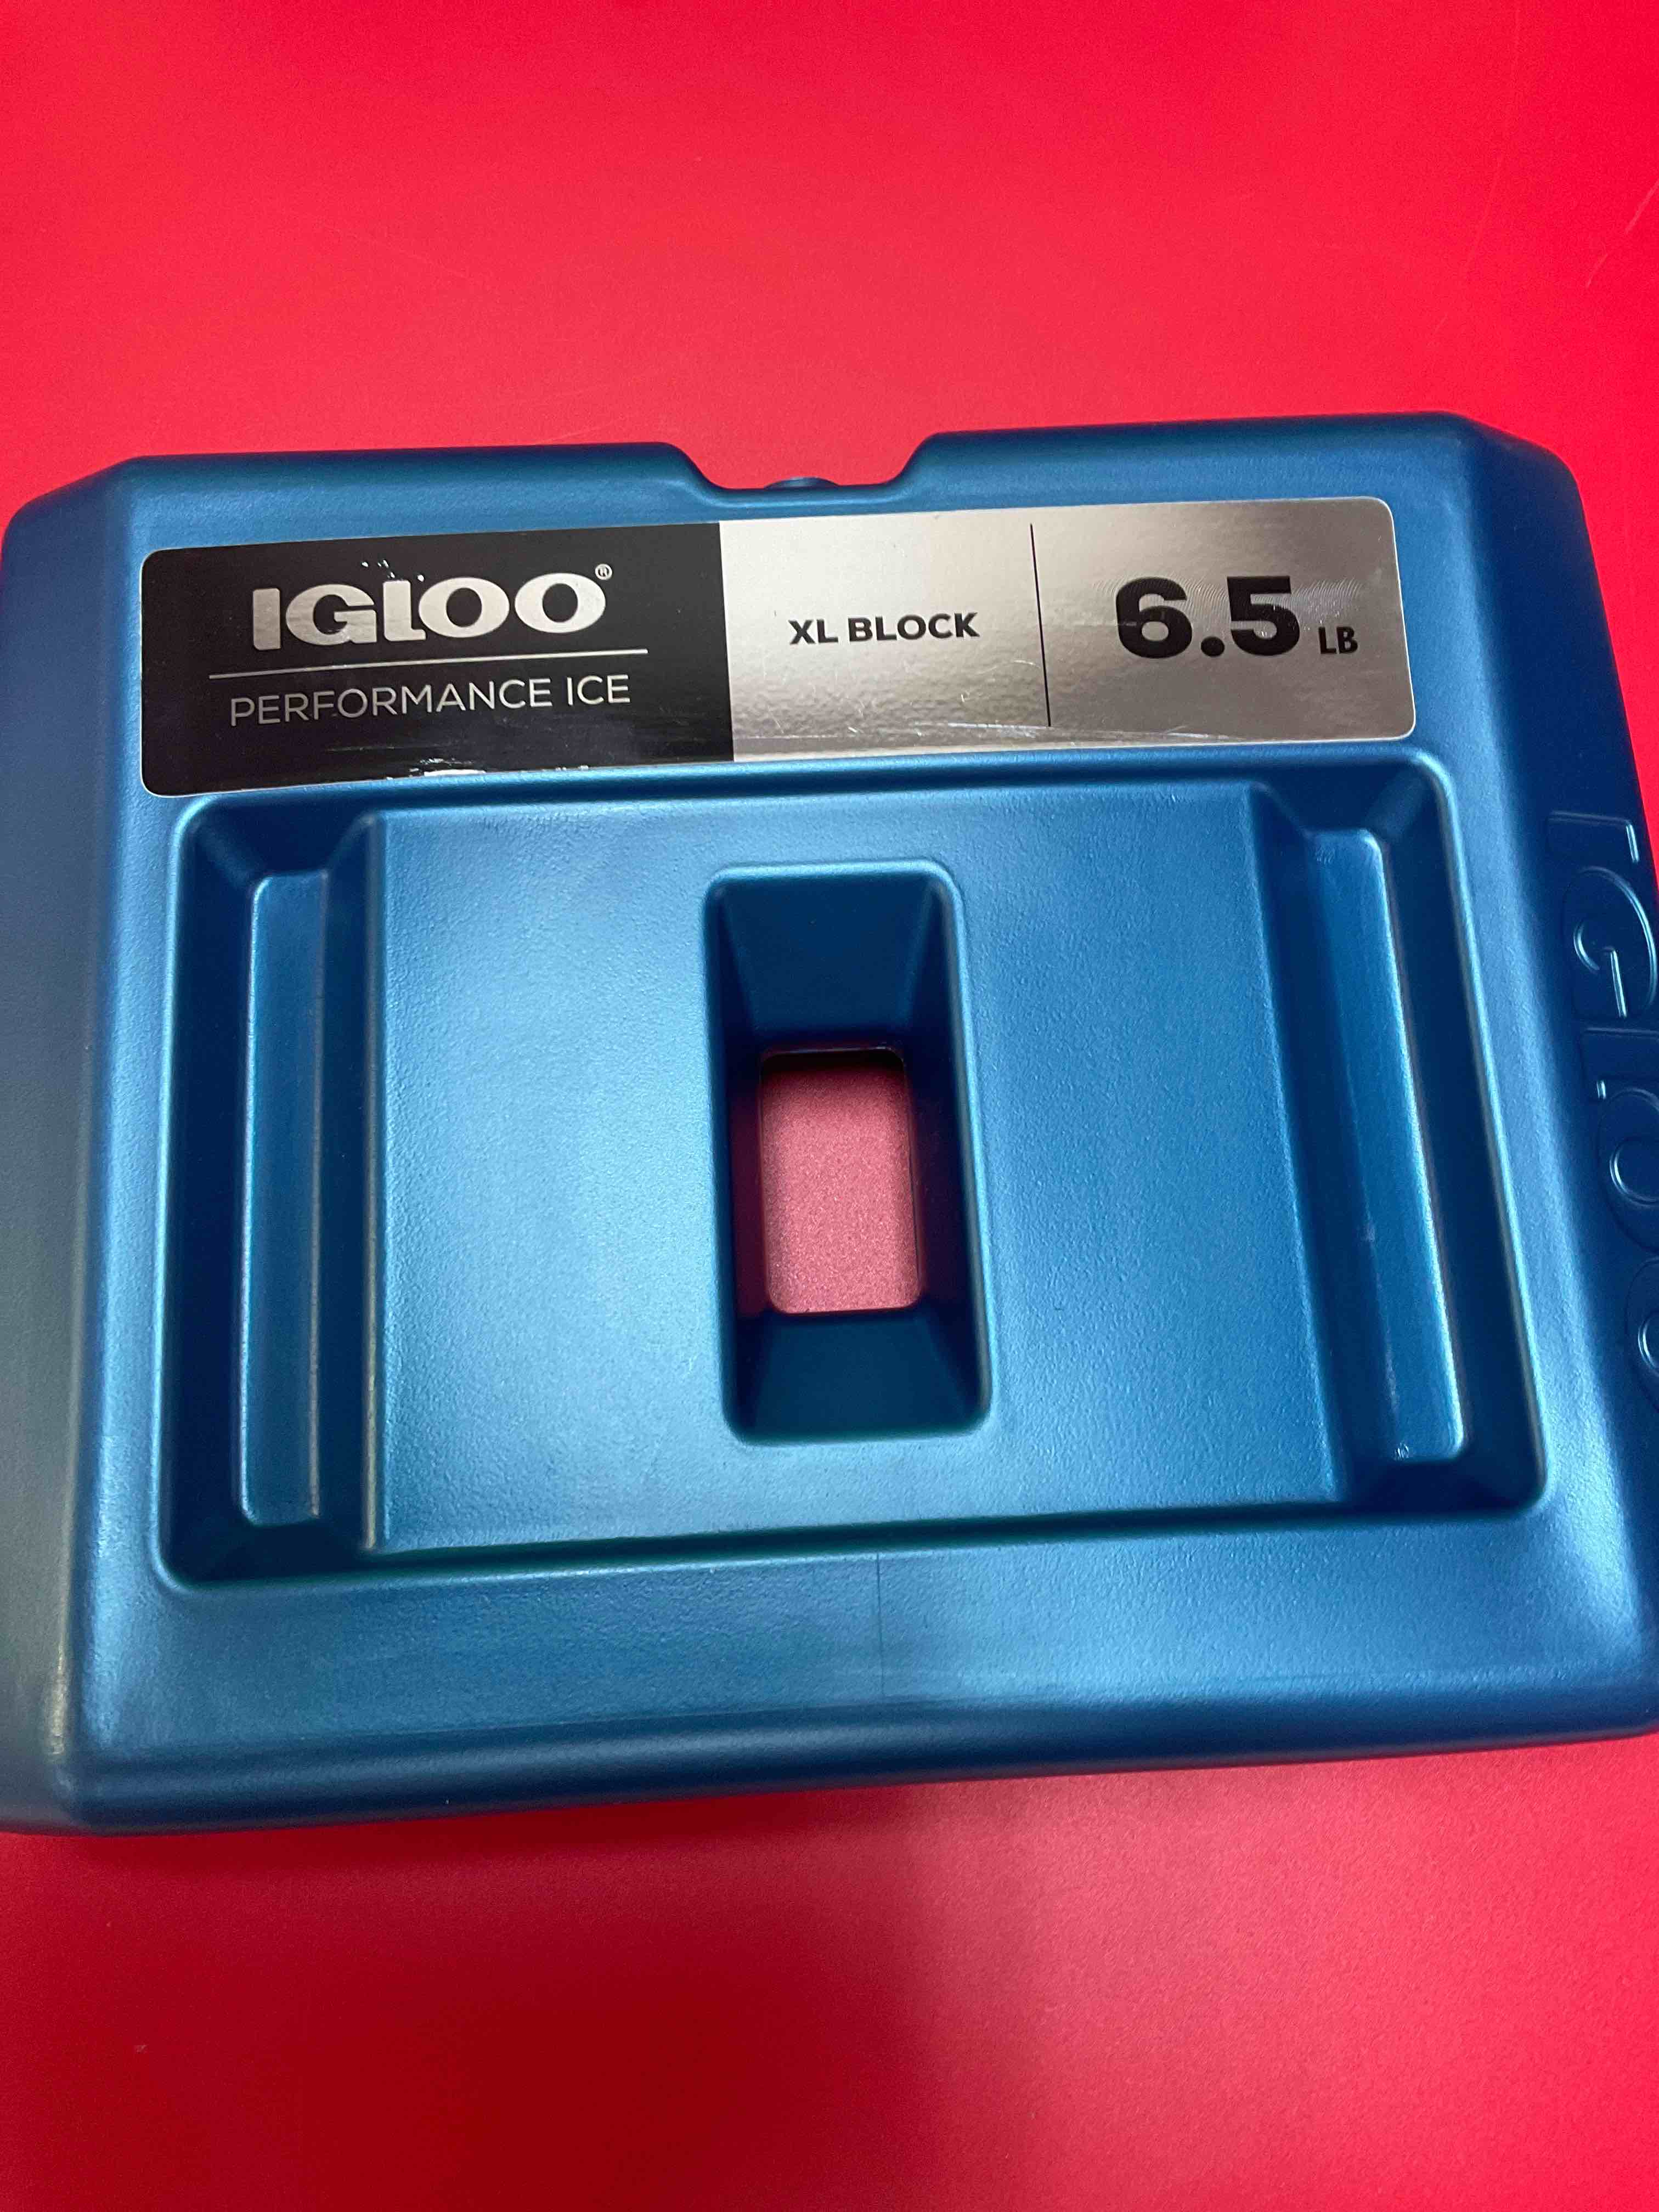 IGLOO®
PERFORMANCE ICE
XL BLOCK
6.5 LB
IGLOO